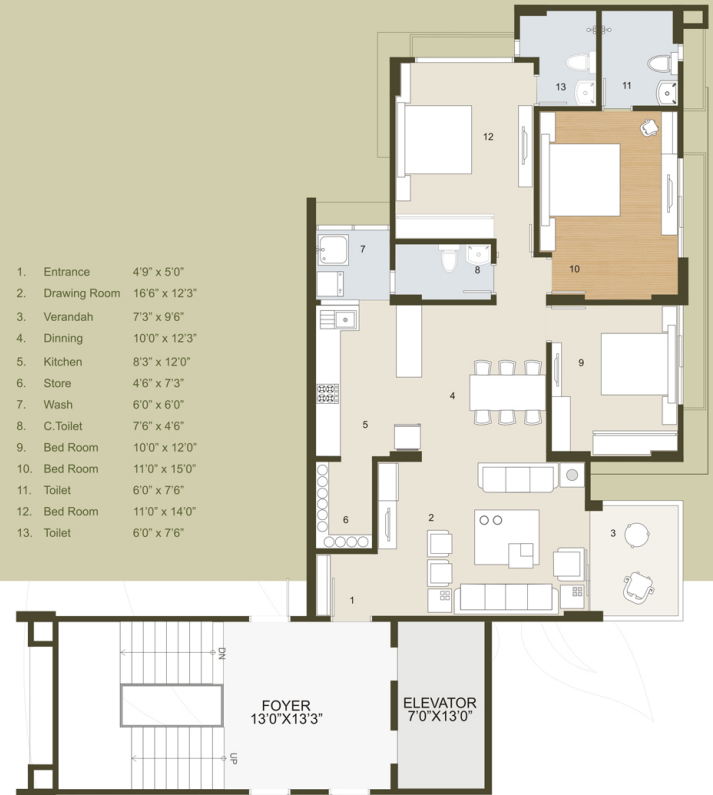 13
11
12
7
8
10
1. Entrance 4'9" x 5'0"
2. Drawing Room 16'6" x 12'3"
3. Verandah 7'3" x 9'6"
4. Dinning 10'0" x 12'3"
5. Kitchen 8'3" x 12'0"
6. Store 4'6" x 7'3"
7. Wash 6'0" x 6'0"
8. C.Toilet 7'6" x 4'6"
9. Bed Room 10'0" x 12'0"
10. Bed Room 11'0" x 15'0"
11. Toilet 6'0" x 7'6"
12. Bed Room 11'0" x 14'0"
13. Toilet 6'0" x 7'6"
9
4
5
6
2
3
1
DN
UP
FOYER
13'0"X13'3"
ELEVATOR
7'0"X13'0"